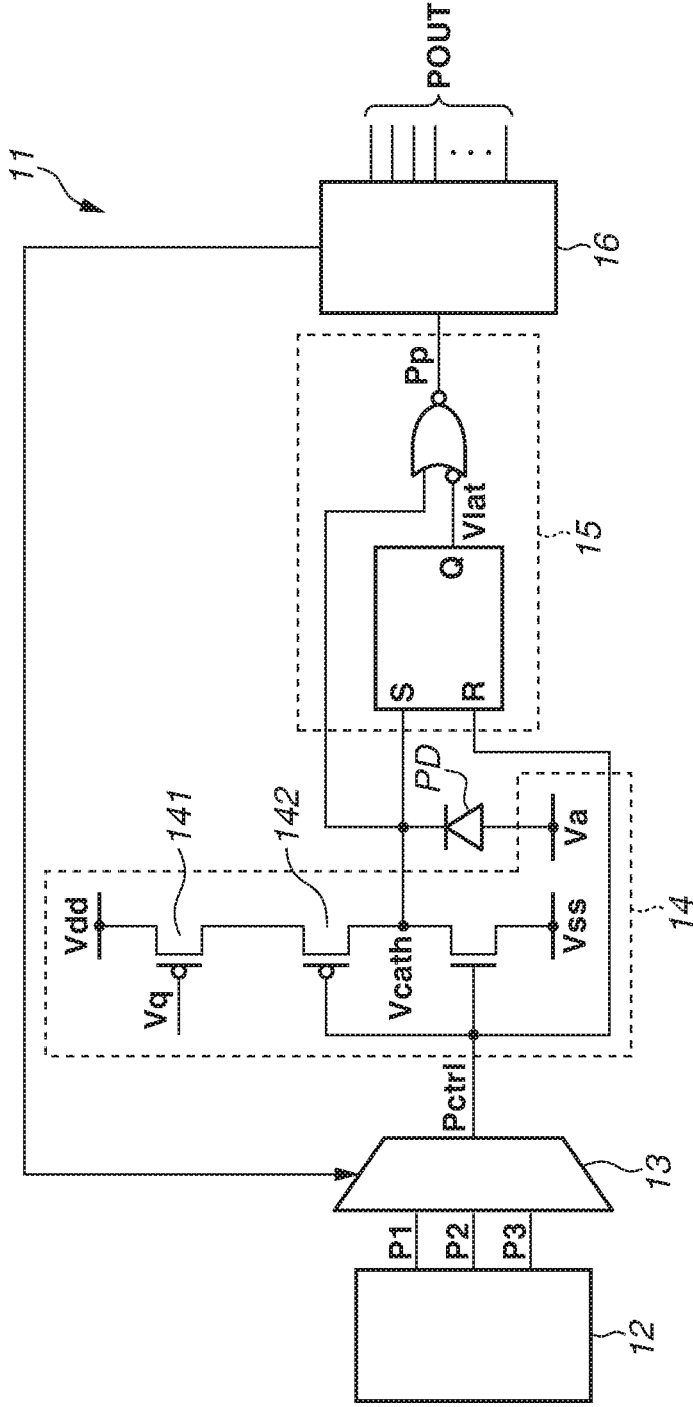 11
Vdd
141
Vq
142
Vcath
PD
Va
Vss
14
S
R
Q
Vlat
Pp
15
16
POUT
Pctrl
P1
P2
P3
12
13